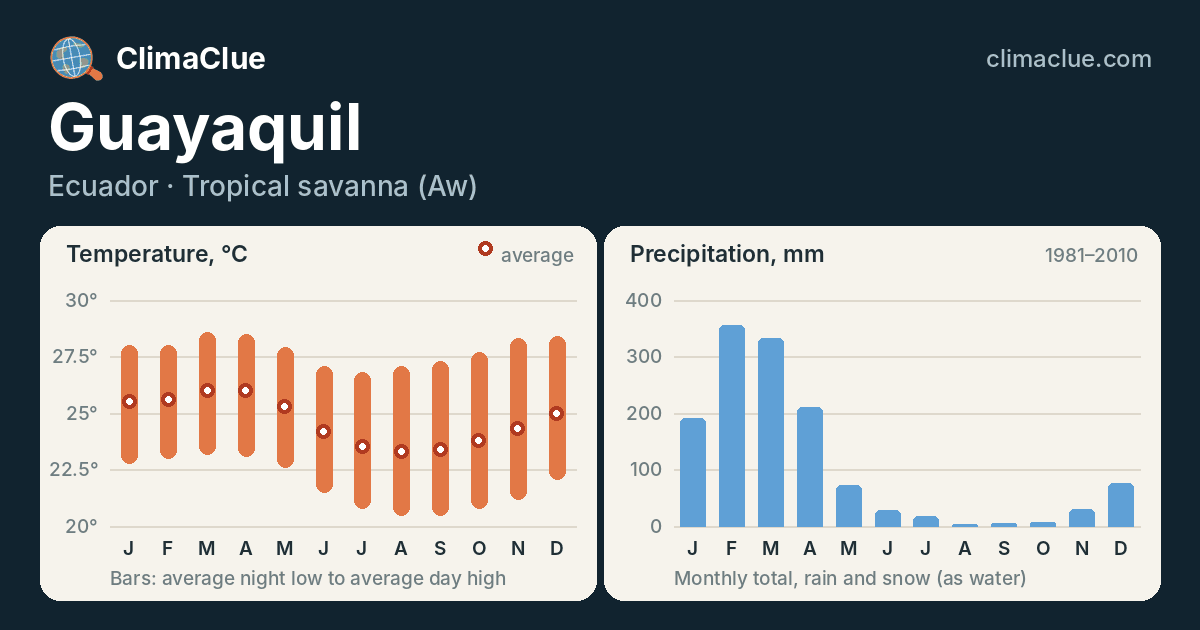 ClimaClue
climaclue.com
Guayaquil
Ecuador · Tropical savanna (Aw)
Temperature, °C
average
30°
27.5°
25°
22.5°
20°
J F M A M J J A S O N D
Bars: average night low to average day high
Precipitation, mm
1981–2010
400
300
200
100
0
J F M A M J J A S O N D
Monthly total, rain and snow (as water)